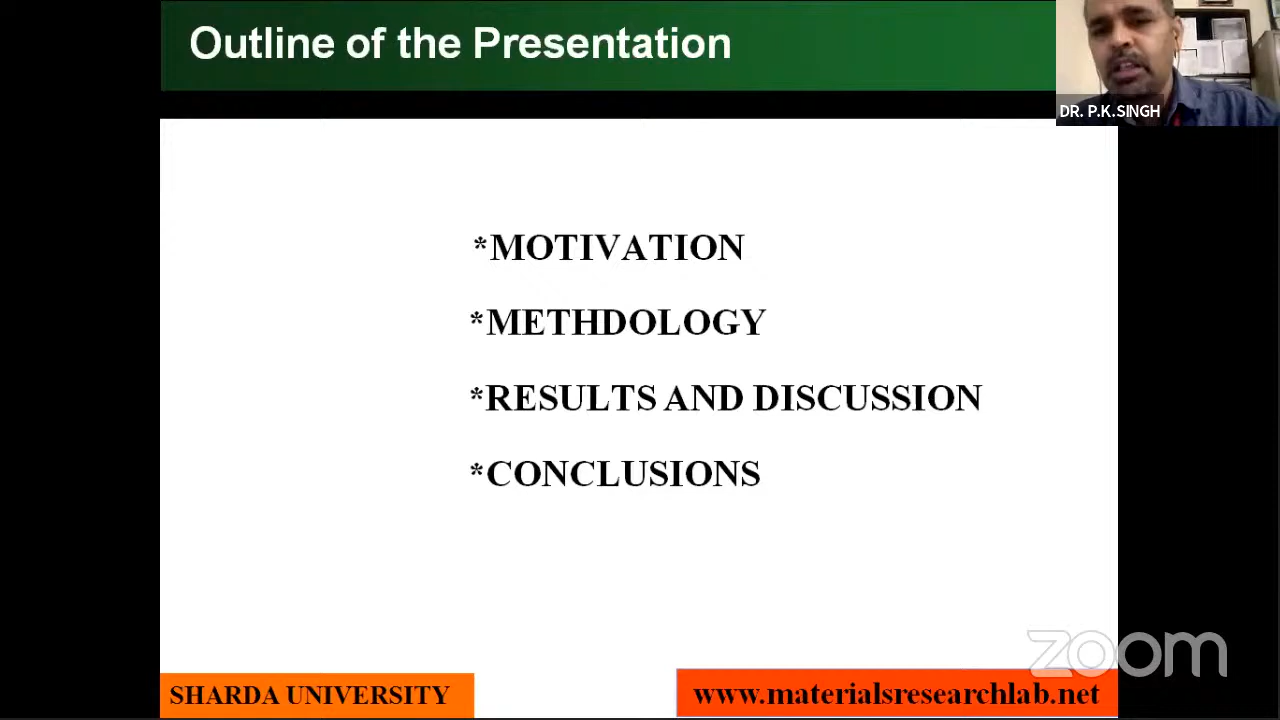 Outline of the Presentation
DR. P.K.SINGH
*MOTIVATION
*METHDOLOGY
*RESULTS AND DISCUSSION
*CONCLUSIONS
zoom
SHARDA UNIVERSITY
www.materialsresearchlab.net